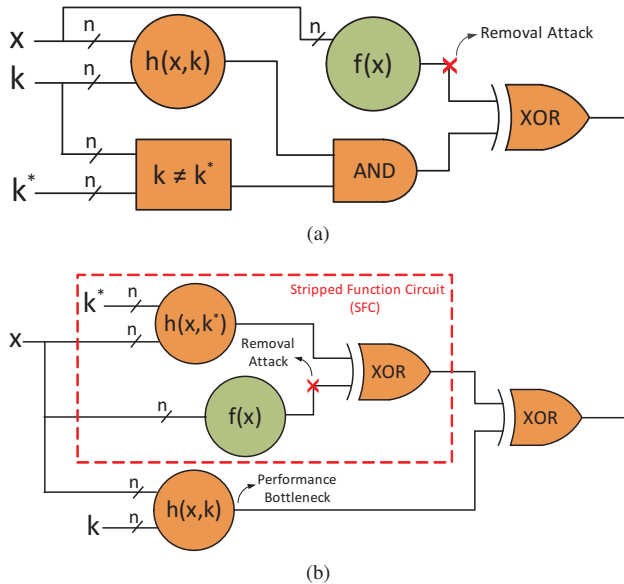 x
n
n
h(x,k)
f(x)
Removal Attack
k
n
XOR
n
k ≠ k*
AND
k*
n
(a)
Stripped Function Circuit
(SFC)
k*
n
h(x,k*)
x
n
Removal
Attack
XOR
n
f(x)
XOR
n
h(x,k)
Performance
Bottleneck
k
n
(b)